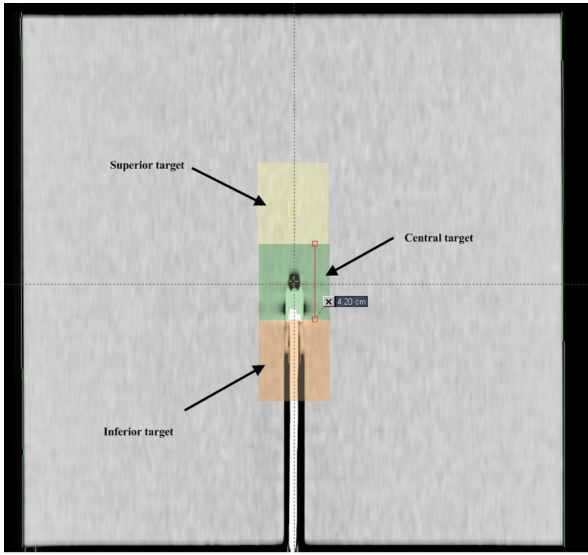 Superior target
Central target
4.20 cm
Inferior target